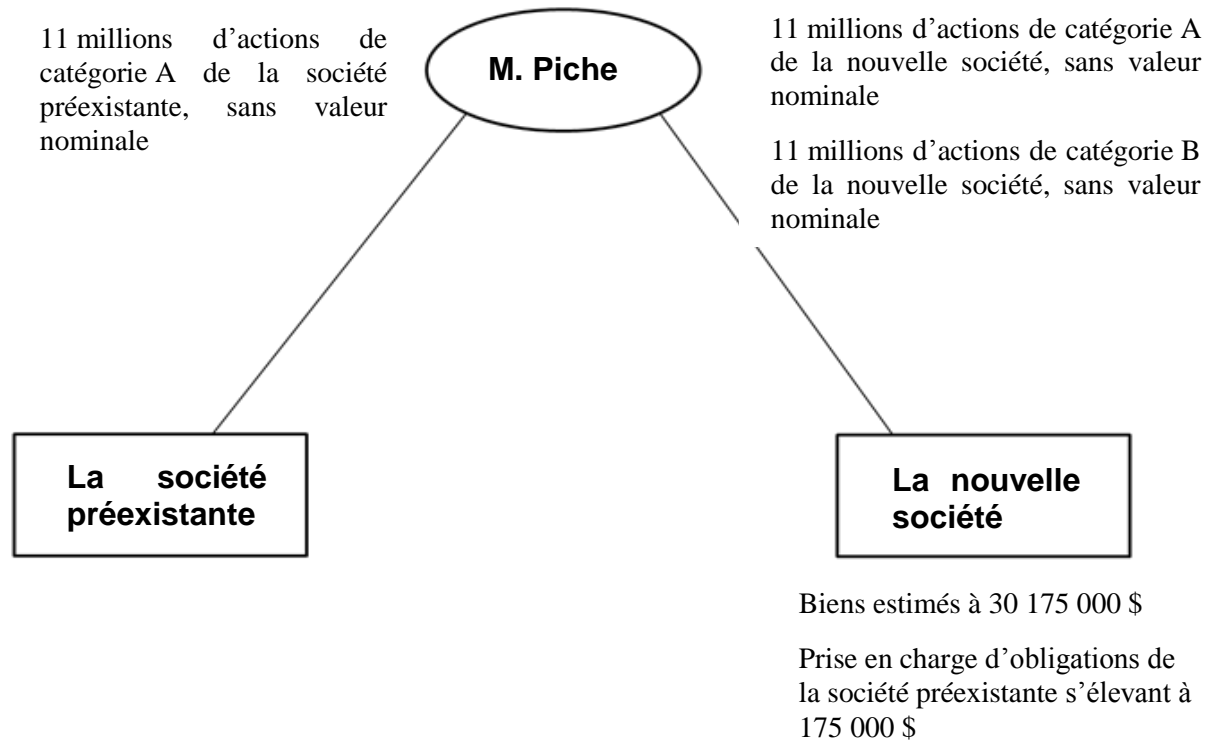 11 millions d’actions de
catégorie A de la société
préexistante, sans valeur
nominale
M. Piche
11 millions d’actions de catégorie A
de la nouvelle société, sans valeur
nominale
11 millions d’actions de catégorie B
de la nouvelle société, sans valeur
nominale
La société
préexistante
La nouvelle
société
Biens estimés à 30 175 000 $
Prise en charge d’obligations de
la société préexistante s’élevant à
175 000 $